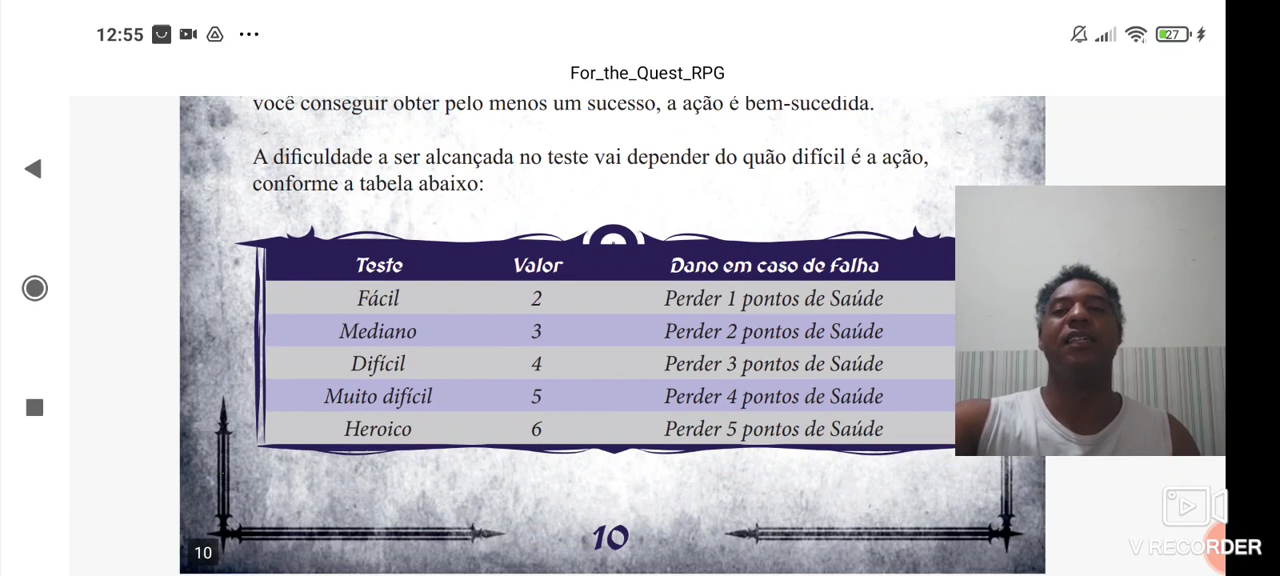 12:55
27
For_the_Quest_RPG
você conseguir obter pelo menos um sucesso, a ação é bem-sucedida.
A dificuldade a ser alcançada no teste vai depender do quão difícil é a ação,
conforme a tabela abaixo:
Teste Valor Dano em caso de falha
Fácil 2 Perder 1 pontos de Saúde
Mediano 3 Perder 2 pontos de Saúde
Difícil 4 Perder 3 pontos de Saúde
Muito difícil 5 Perder 4 pontos de Saúde
Heroico 6 Perder 5 pontos de Saúde
10
10
V RECORDER